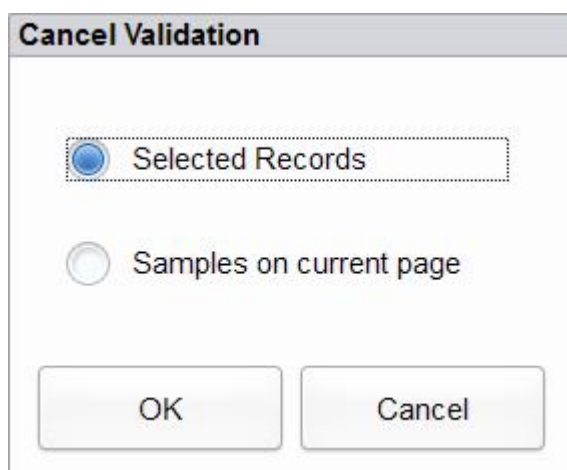 Cancel Validation
Selected Records
Samples on current page
OK
Cancel